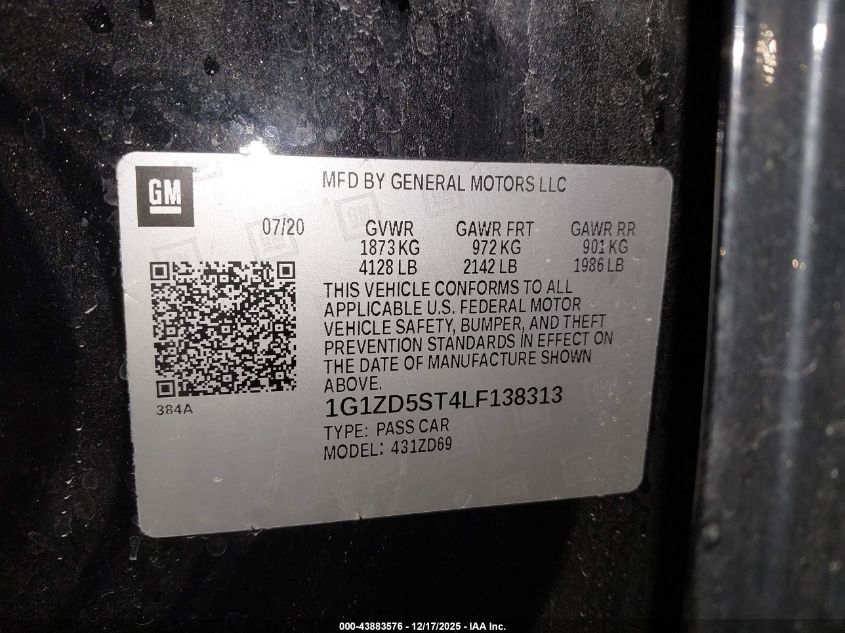 GM
MFD BY GENERAL MOTORS LLC
07/20
GVWR GAWR FRT GAWR RR
1873 KG 972 KG 901 KG
4128 LB 2142 LB 1986 LB
THIS VEHICLE CONFORMS TO ALL
APPLICABLE U.S. FEDERAL MOTOR
VEHICLE SAFETY, BUMPER, AND THEFT
PREVENTION STANDARDS IN EFFECT ON
THE DATE OF MANUFACTURE SHOWN
ABOVE.
384A
1G1ZD5ST4LF138313
TYPE: PASS CAR
MODEL: 431ZD69
000-43883576 - 12/17/2025 - IAA Inc.